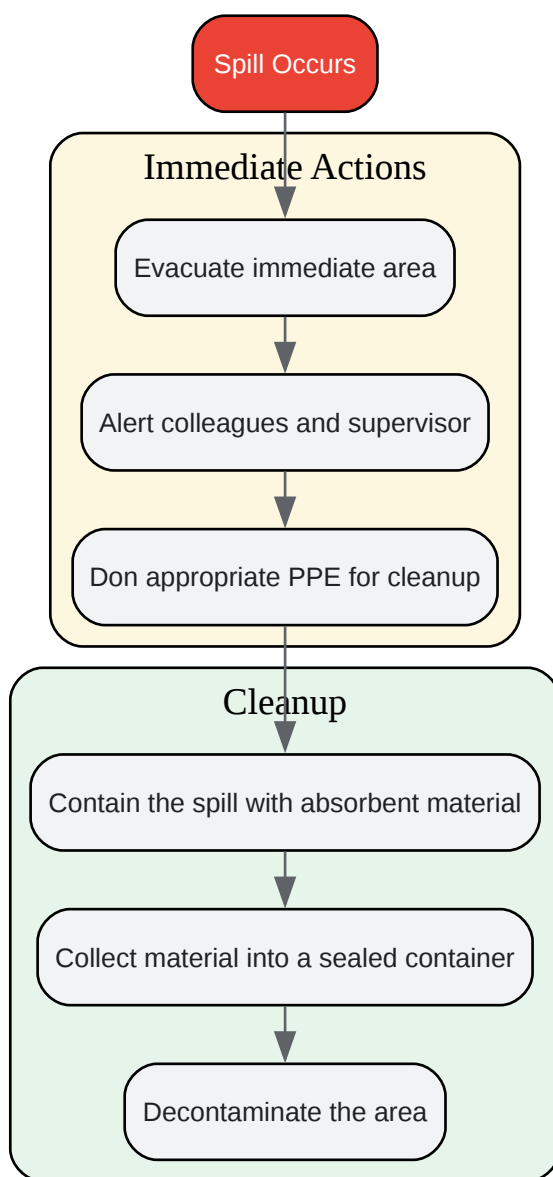 Spill Occurs
Immediate Actions
Evacuate immediate area
Alert colleagues and supervisor
Don appropriate PPE for cleanup
Cleanup
Contain the spill with absorbent material
Collect material into a sealed container
Decontaminate the area